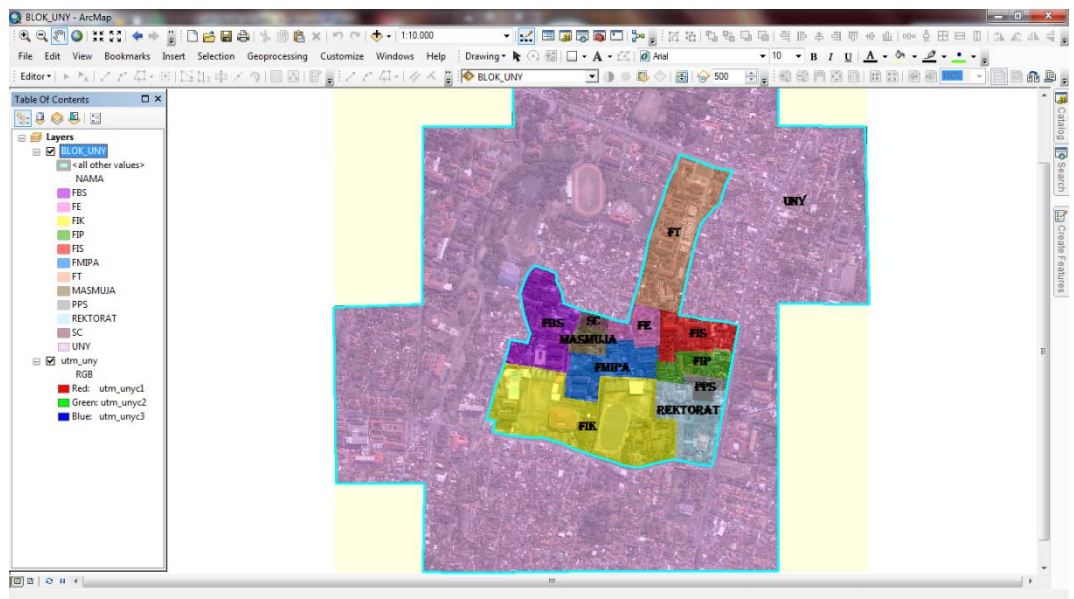 BLOK_UNY - ArcMap
1:10.000
File Edit View Bookmarks Insert Selection Geoprocessing Customize Windows Help Drawing A Arial 10 B I U A
Editor BLOK_UNY 500 100%
Table Of Contents
Layers
BLOK_UNY
<all other values>
NAMA
FBS
FE
FIK
FIP
FIS
FMIPA
FT
MASMUJA
PPS
REKTORAT
SC
UNY
utm_uny
RGB
Red: utm_unyc1
Green: utm_unyc2
Blue: utm_unyc3
UNY
FT
FBS SC FE FIS
MASMUJA
FMIPA FIP
PPS
REKTORAT
FIK
Catalog
Search
Create Features